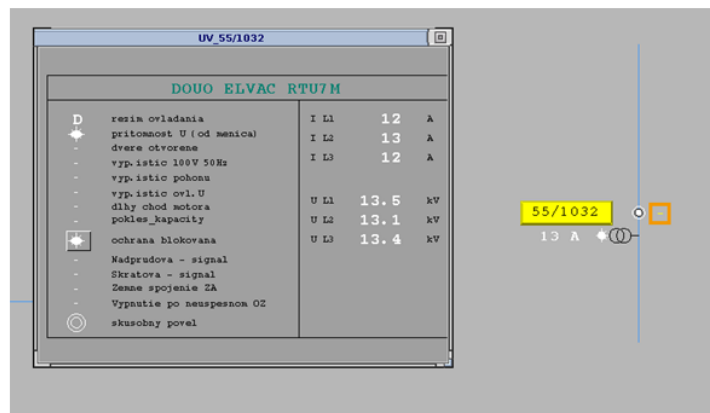 UV_55/1032
DOUO ELVAC RTU7M
D rezim ovladania
pritomnost U (od menica)
- dvere otvorene
- vyp.istic 100V 50Hz
- vyp.istic pohonu
- vyp.istic ovl.U
- dlhy chod motora
- pokles_kapacity
ochrana blokovana
- Nadprudova - signal
- Skratova - signal
- Zemne spojenie ZA
- Vypnutie po neuspesnom OZ
skusobny povel
I L1 12 A
I L2 13 A
I L3 12 A
U L1 13.5 kV
U L2 13.1 kV
U L3 13.4 kV
55/1032
-
13 A